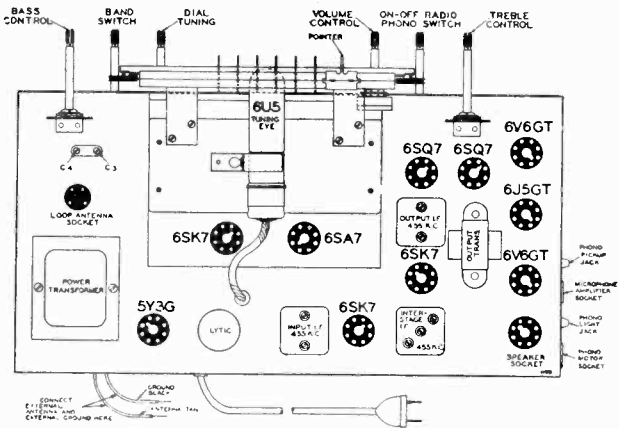 BASS
CONTROL
BAND
SWITCH
DIAL
TUNING
VOLUME
CONTROL
ON-OFF RADIO
PHONO SWITCH
TREBLE
CONTROL
POINTER
6U5
TUNING
EYE
C4
C3
LOOP ANTENNA
SOCKET
6SQ7
6SQ7
6V6GT
6J5GT
OUTPUT I.F.
455 K.C.
OUTPUT
TRANS
6SK7
6SA7
6SK7
6V6GT
PHONO
PICKUP
JACK
POWER
TRANSFORMER
MICROPHONE
AMPLIFIER
SOCKET
5Y3G
LYTIC
INPUT I.F.
455 K.C.
6SK7
INTER-
STAGE
I.F.
455 K.C.
PHONO
LIGHT
JACK
SPEAKER
SOCKET
PHONO
MOTOR
SOCKET
CONNECT
EXTERNAL
ANTENNA AND
EXTERNAL GROUND HERE
GROUND
BLACK
ANTENNA TAN